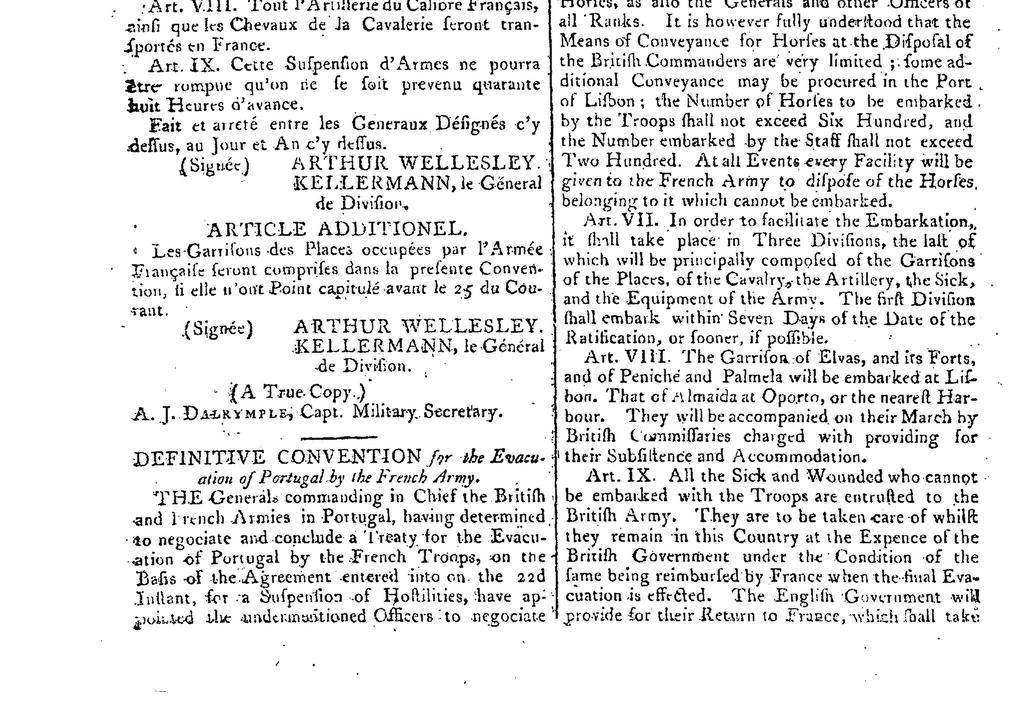 Art. VIII. Tout l'Artillerie du Calibre Français,
ainſi que les Chevaux de la Cavalerie ſeront tran-
ſportés en France.
Art. IX. Cette Suſpenſion d'Armes ne pourra
être rompue qu'on ne ſe ſoit prevenu quarante
huit Heures d'avance.
Fait et arreté entre les Generaux Déſignés c'y
deſſus, au Jour et An c'y deſſus.
(Signée) ARTHUR WELLESLEY.
KELLERMANN, le Géneral
de Diviſion.
ARTICLE ADDITIONEL.
Les Garriſons des Places occupées par l'Armée
Françaiſe ſeront compriſes dans la preſente Conven-
tion, ſi elle n'ont Point capitulé avant le 25 du Cou-
rant.
(Signée) ARTHUR WELLESLEY.
KELLERMANN, le Général
de Diviſion.
(A True Copy.)
A. J. DALRYMPLE, Capt. Military Secretary.
DEFINITIVE CONVENTION for the Evacu-
ation of Portugal by the French Army.
THE Generals commanding in Chief the Britiſh
and French Armies in Portugal, having determined
to negociate and conclude a Treaty for the Evacu-
ation of Portugal by the French Troops, on the
Baſis of the Agreement entered into on the 22d
Inſtant, for a Suſpenſion of Hoſtilities, have ap-
pointed the undermentioned Officers to negociate
Horſes, as alſo the Generals and other Officers of
all Ranks. It is however fully underſtood that the
Means of Conveyance for Horſes at the Diſpoſal of
the Britiſh Commanders are very limited; ſome ad-
ditional Conveyance may be procured in the Port
of Liſbon; the Number of Horſes to be embarked
by the Troops ſhall not exceed Six Hundred, and
the Number embarked by the Staff ſhall not exceed
Two Hundred. At all Events every Facility will be
given to the French Army to diſpoſe of the Horſes,
belonging to it which cannot be embarked.
Art. VII. In order to facilitate the Embarkation,
it ſhall take place in Three Diviſions, the laſt of
which will be principally compoſed of the Garriſons
of the Places, of the Cavalry, the Artillery, the Sick,
and the Equipment of the Army. The firſt Diviſion
ſhall embark within Seven Days of the Date of the
Ratification, or ſooner, if poſſible.
Art. VIII. The Garriſon of Elvas, and its Forts,
and of Peniché and Palmela will be embarked at Liſ-
bon. That of Almaida at Oporto, or the neareſt Har-
bour. They will be accompanied on their March by
Britiſh Commiſſaries charged with providing for
their Subſiſtence and Accommodation.
Art. IX. All the Sick and Wounded who cannot
be embarked with the Troops are entruſted to the
Britiſh Army. They are to be taken care of whilſt
they remain in this Country at the Expence of the
Britiſh Government under the Condition of the
ſame being reimburſed by France when the final Eva-
cuation is effected. The Engliſh Government will
provide for their Return to France, which ſhall take